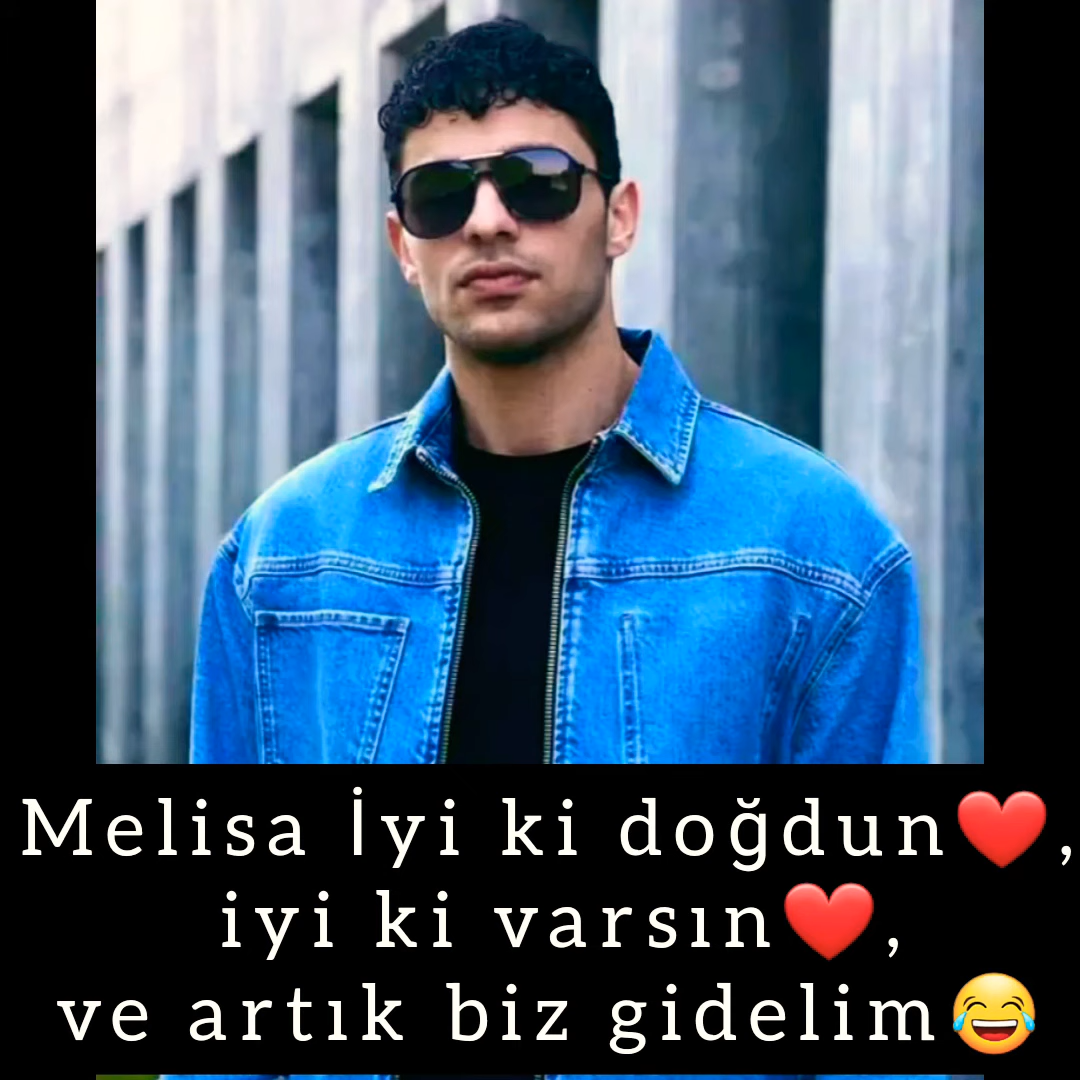 Melisa İyi ki doğdun❤️,
iyi ki varsın❤️,
ve artık biz gidelim😂